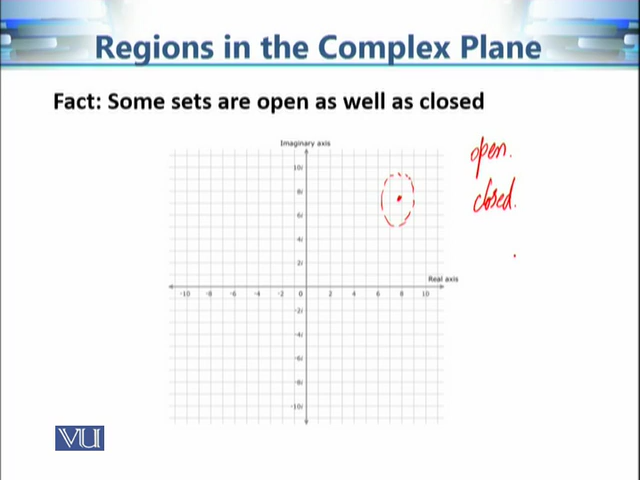 Regions in the Complex Plane
Fact: Some sets are open as well as closed
Imaginary axis
open.
closed.
10i
8i
6i
4i
2i
Real axis
-10 -8 -6 -4 -2 0 2 4 6 8 10
-2i
-4i
-6i
-8i
-10i
VU